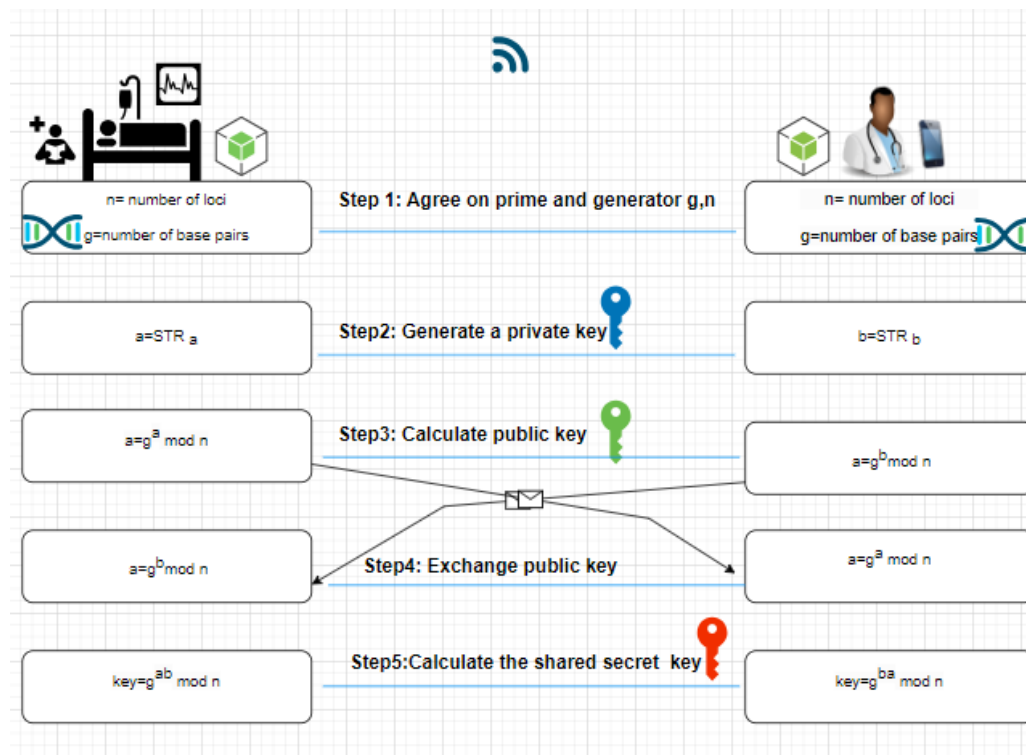 n= number of loci
Step 1: Agree on prime and generator g,n
n= number of loci
g=number of base pairs
g=number of base pairs
a=STR a
Step2: Generate a private key
b=STR b
a=gᵃ mod n
Step3: Calculate public key
a=gᵇmod n
a=gᵇmod n
Step4: Exchange public key
a=gᵃ mod n
key=gᵃᵇ mod n
Step5:Calculate the shared secret key
key=gᵇᵃ mod n